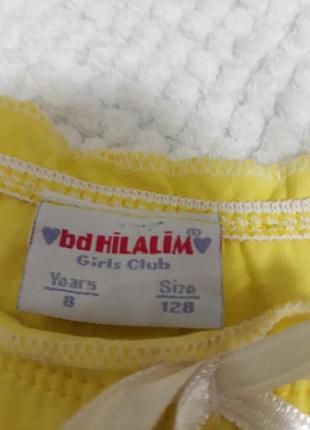 bd HiLALiM ®
Girls Club
Years Size
8 128